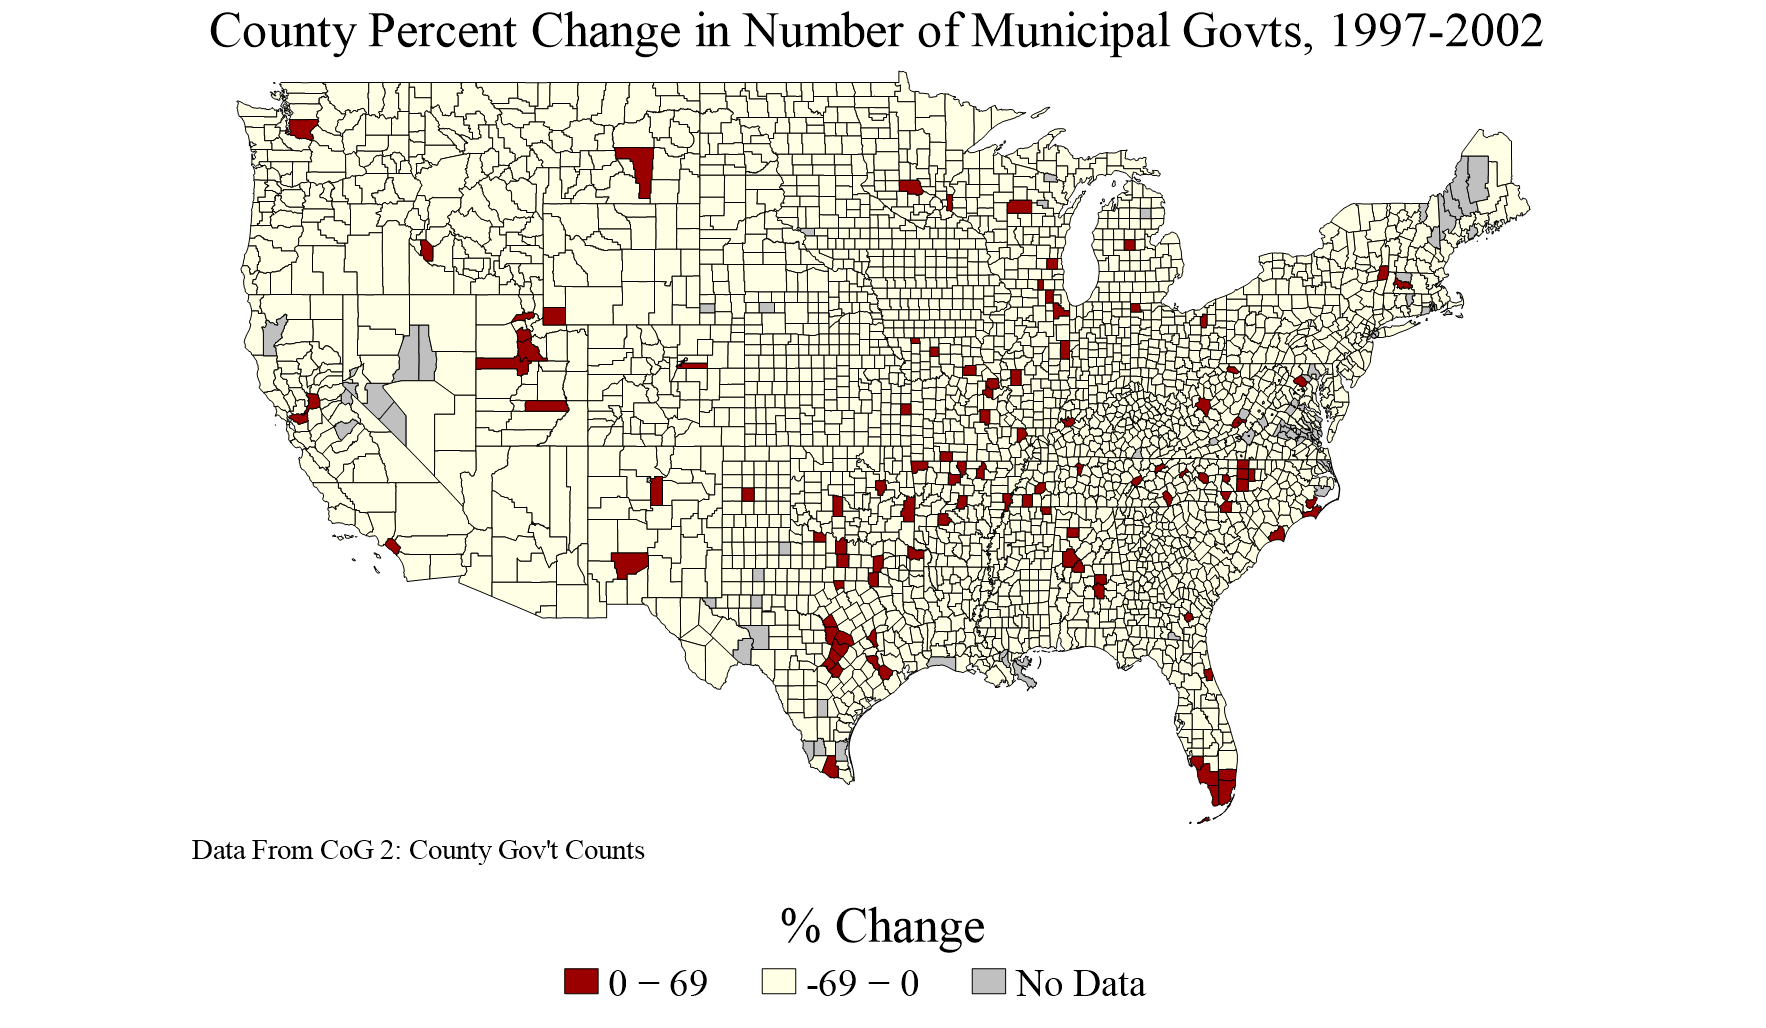 County Percent Change in Number of Municipal Govts, 1997-2002
Data From CoG 2: County Gov't Counts
% Change
0 − 69
-69 − 0
No Data